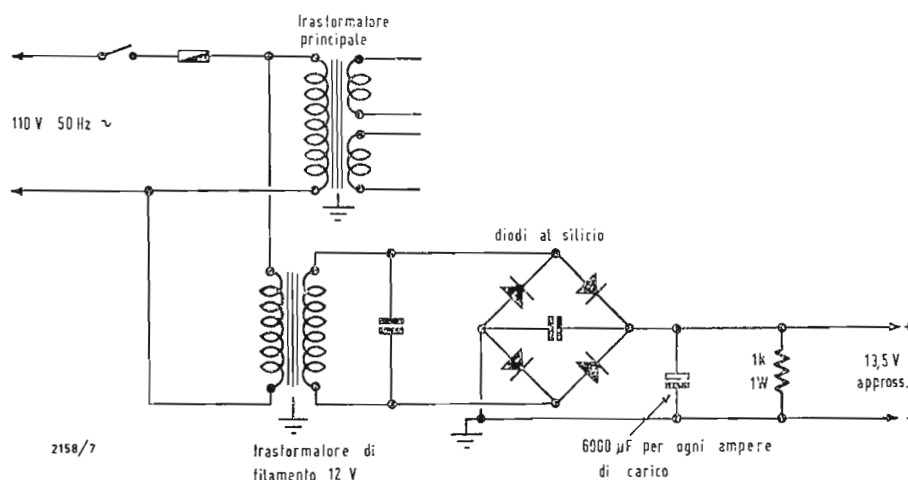 trasformatore
principale
110 V 50 Hz ~
diodi al silicio
+
1k
1W
13,5 V
appross.
-
6000 µF per ogni ampere
di carico
2158/7
trasformatore di
filamento 12 V